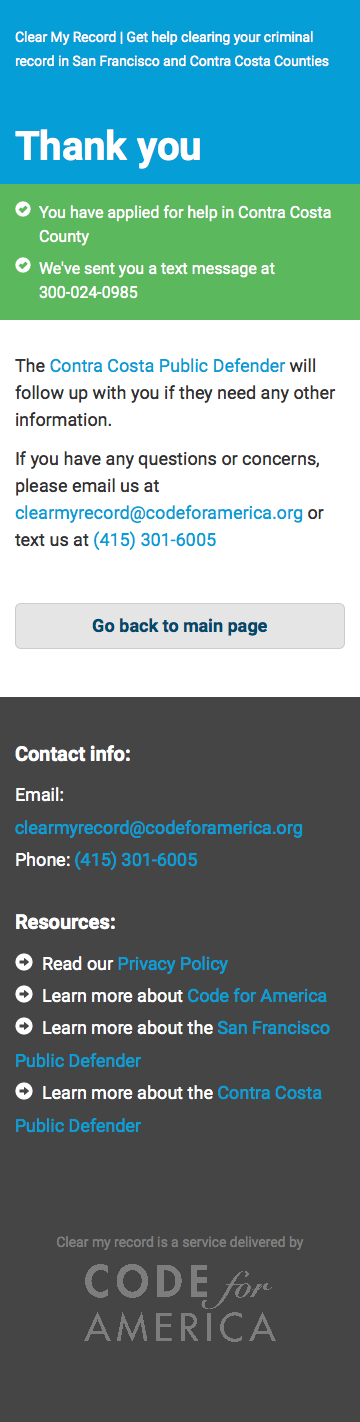 Clear My Record | Get help clearing your criminal
record in San Francisco and Contra Costa Counties
Thank you
You have applied for help in Contra Costa
County
We've sent you a text message at
300-024-0985
The Contra Costa Public Defender will
follow up with you if they need any other
information.
If you have any questions or concerns,
please email us at
clearmyrecord@codeforamerica.org or
text us at (415) 301-6005
Go back to main page
Contact info:
Email:
clearmyrecord@codeforamerica.org
Phone: (415) 301-6005
Resources:
Read our Privacy Policy
Learn more about Code for America
Learn more about the San Francisco
Public Defender
Learn more about the Contra Costa
Public Defender
Clear my record is a service delivered by
CODE for
AMERICA